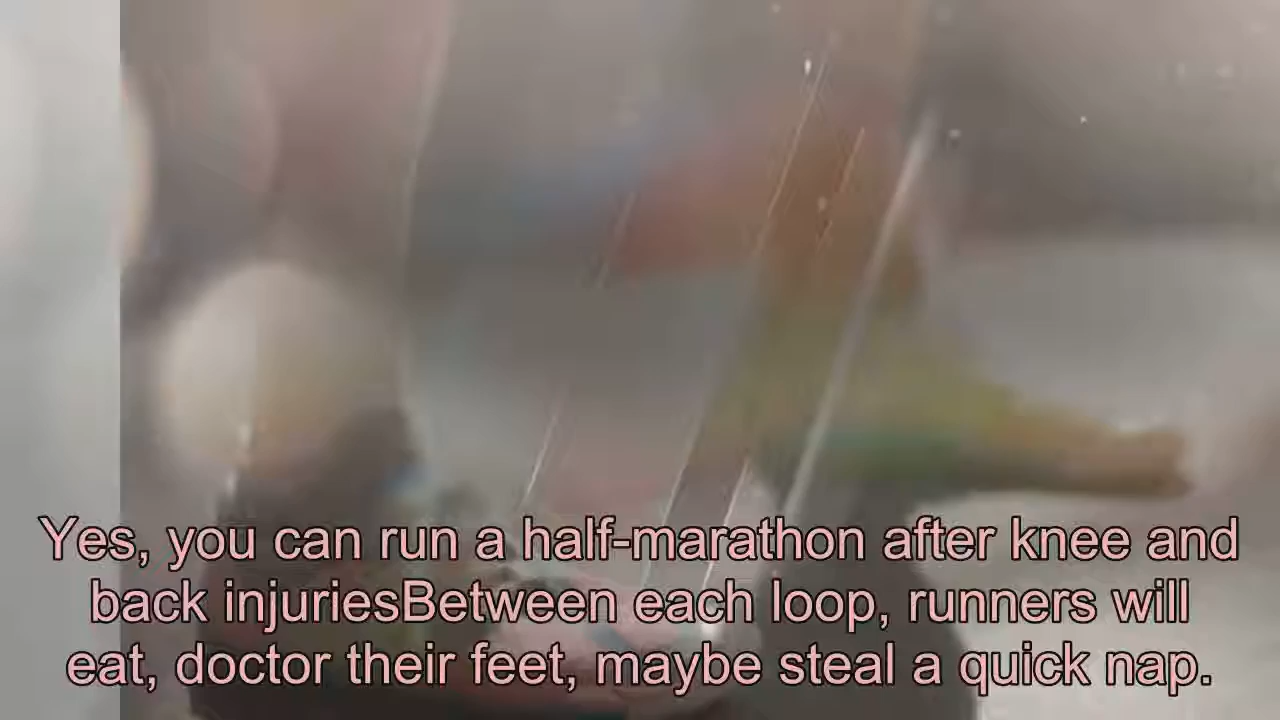 Yes, you can run a half-marathon after knee and
back injuriesBetween each loop, runners will
eat, doctor their feet, maybe steal a quick nap.